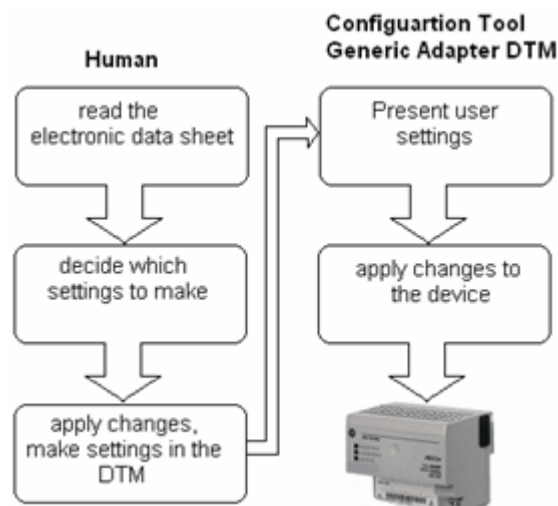 Human
read the
electronic data sheet
decide which
settings to make
apply changes,
make settings in the
DTM
Configuartion Tool
Generic Adapter DTM
Present user
settings
apply changes to
the device